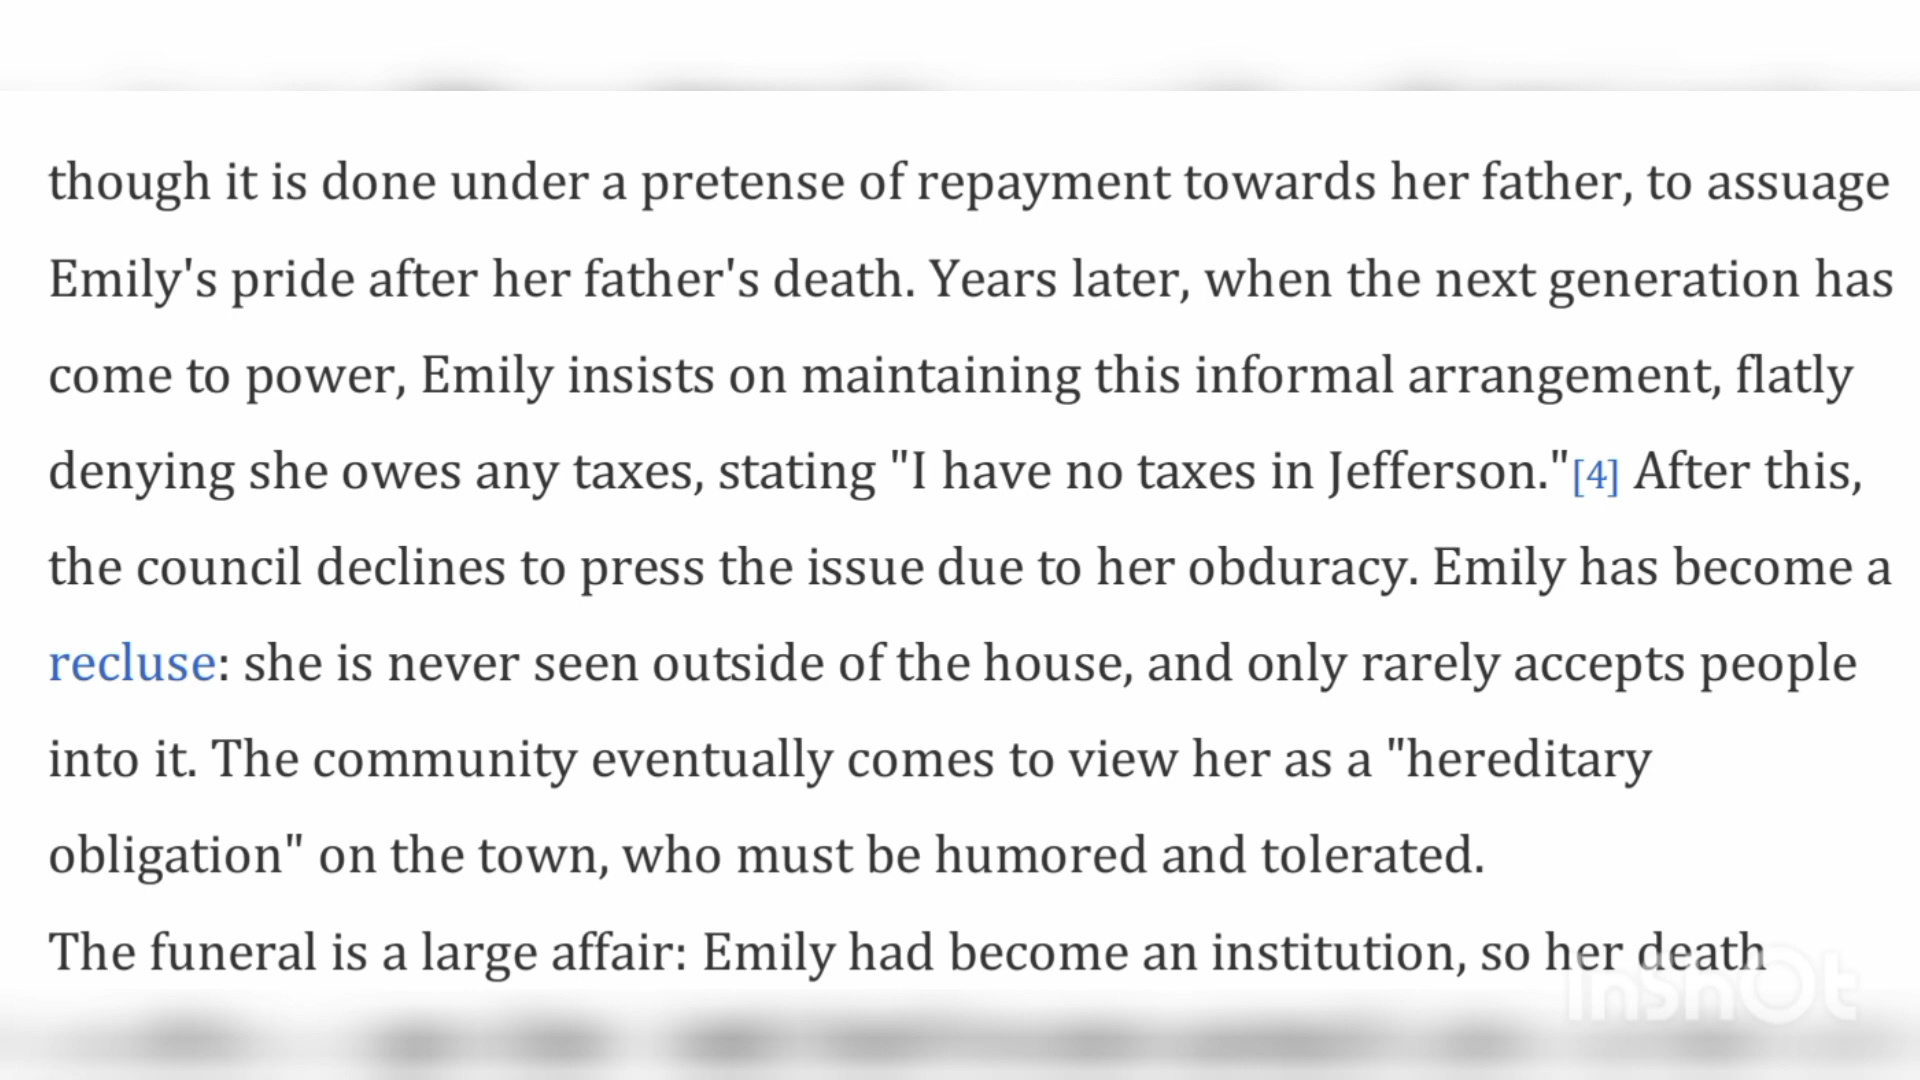 though it is done under a pretense of repayment towards her father, to assuage
Emily's pride after her father's death. Years later, when the next generation has
come to power, Emily insists on maintaining this informal arrangement, flatly
denying she owes any taxes, stating "I have no taxes in Jefferson."[4] After this,
the council declines to press the issue due to her obduracy. Emily has become a
recluse: she is never seen outside of the house, and only rarely accepts people
into it. The community eventually comes to view her as a "hereditary
obligation" on the town, who must be humored and tolerated.
The funeral is a large affair: Emily had become an institution, so her death
InShOt